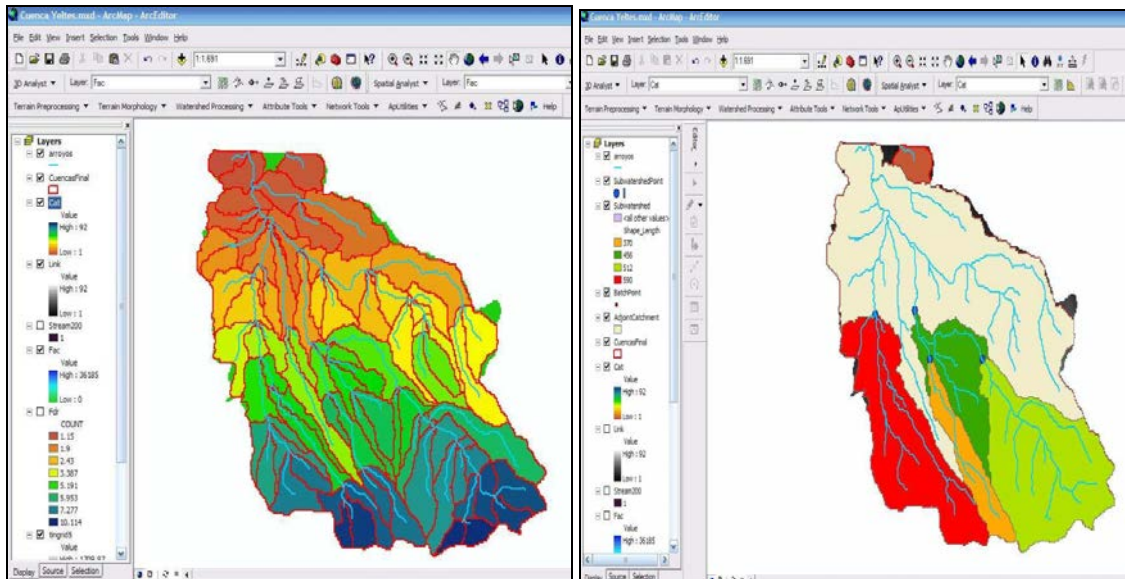 Cuenca Yeltes.mxd - ArcMap - ArcEditor
File Edit View Insert Selection Tools Window Help
1:1.691
3D Analyst Layer: Fac Spatial Analyst Layer: Fac
Terrain Preprocessing Terrain Morphology Watershed Processing Attribute Tools Network Tools ApUtilities Help
Layers
arroyos
CuencasFinal
Cat
Value
High : 92
Low : 1
Link
Value
High : 92
Low : 1
Stream200
1
Fac
Value
High : 36185
Low : 0
Fdr
COUNT
1.15
1.9
2.43
3.387
5.191
5.953
7.277
10.114
tingrid5
Value
Display Source Selection
Cuenca Yeltes.mxd - ArcMap - ArcEditor
File Edit View Insert Selection Tools Window Help
1:1.691
3D Analyst Layer: Cat Spatial Analyst Layer: Cat
Terrain Preprocessing Terrain Morphology Watershed Processing Attribute Tools Network Tools ApUtilities Help
Editor
Layers
arroyos
SubwatershedPoint
Subwatershed
<all other values>
Shape_Length
370
456
512
590
BatchPoint
AdjointCatchment
CuencasFinal
Cat
Value
High : 92
Low : 1
Link
Value
High : 92
Low : 1
Stream200
1
Fac
Value
High : 36185
Display Source Selection